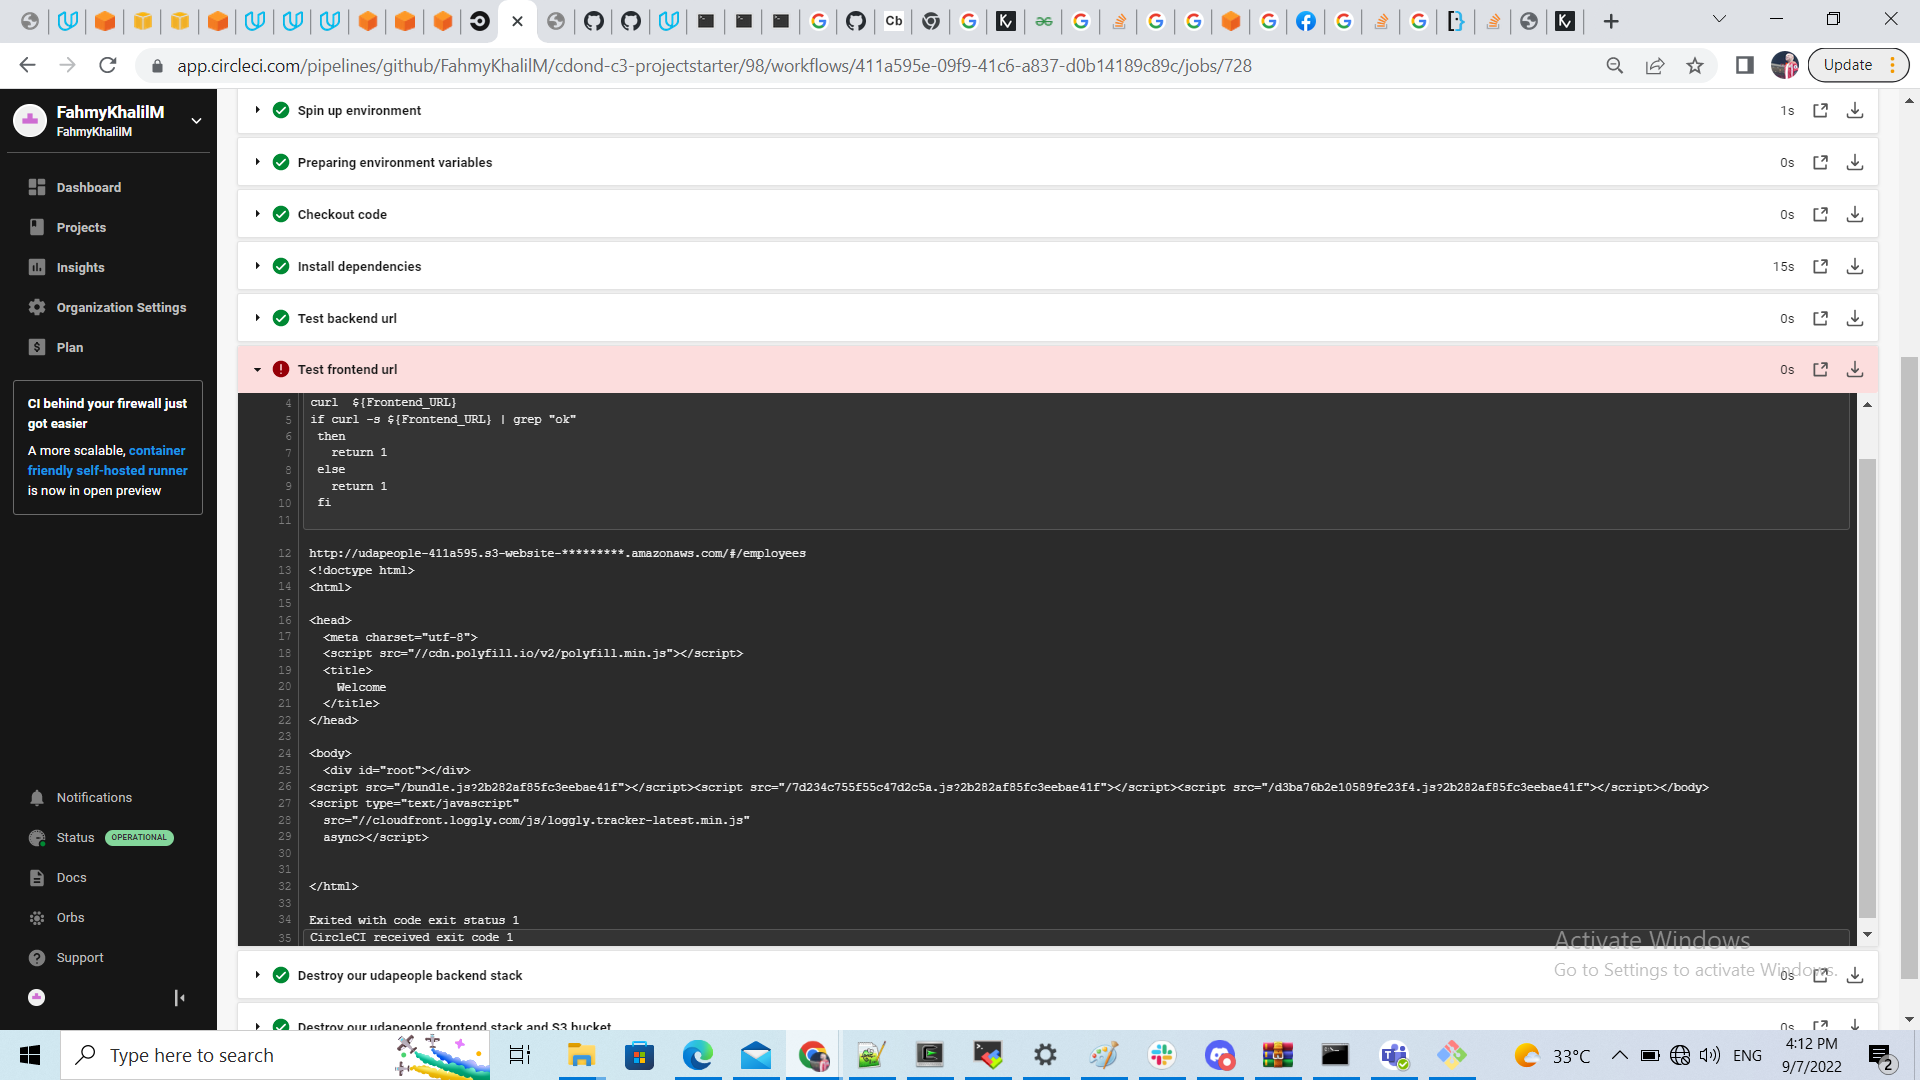 Cb
app.circleci.com/pipelines/github/FahmyKhalilM/cdond-c3-projectstarter/98/workflows/411a595e-09f9-41c6-a837-d0b14189c89c/jobs/728
Update
FahmyKhalilM
FahmyKhalilM
Dashboard
Projects
Insights
Organization Settings
Plan
CI behind your firewall just
got easier
A more scalable, container
friendly self-hosted runner
is now in open preview
Notifications
Status OPERATIONAL
Docs
Orbs
Support
Spin up environment 1s
Preparing environment variables 0s
Checkout code 0s
Install dependencies 15s
Test backend url 0s
Test frontend url 0s
4 curl  ${Frontend_URL}
5 if curl -s ${Frontend_URL} | grep "ok"
6 then
7 return 1
8 else
9 return 1
10 fi
11
12 http://udapeople-411a595.s3-website-*********.amazonaws.com/#/employees
13 <!doctype html>
14 <html>
15
16 <head>
17 <meta charset="utf-8">
18 <script src="//cdn.polyfill.io/v2/polyfill.min.js"></script>
19 <title>
20 Welcome
21 </title>
22 </head>
23
24 <body>
25 <div id="root"></div>
26 <script src="/bundle.js?2b282af85fc3eebae41f"></script><script src="/7d234c755f55c47d2c5a.js?2b282af85fc3eebae41f"></script><script src="/d3ba76b2e10589fe23f4.js?2b282af85fc3eebae41f"></script></body>
27 <script type="text/javascript"
28 src="//cloudfront.loggly.com/js/loggly.tracker-latest.min.js"
29 async></script>
30
31
32 </html>
33
34 Exited with code exit status 1
35 CircleCI received exit code 1
Destroy our udapeople backend stack 0s
Destroy our udapeople frontend stack and S3 bucket 0s
Activate Windows
Go to Settings to activate Windows.
Type here to search
33°C
ENG
4:12 PM
9/7/2022
2